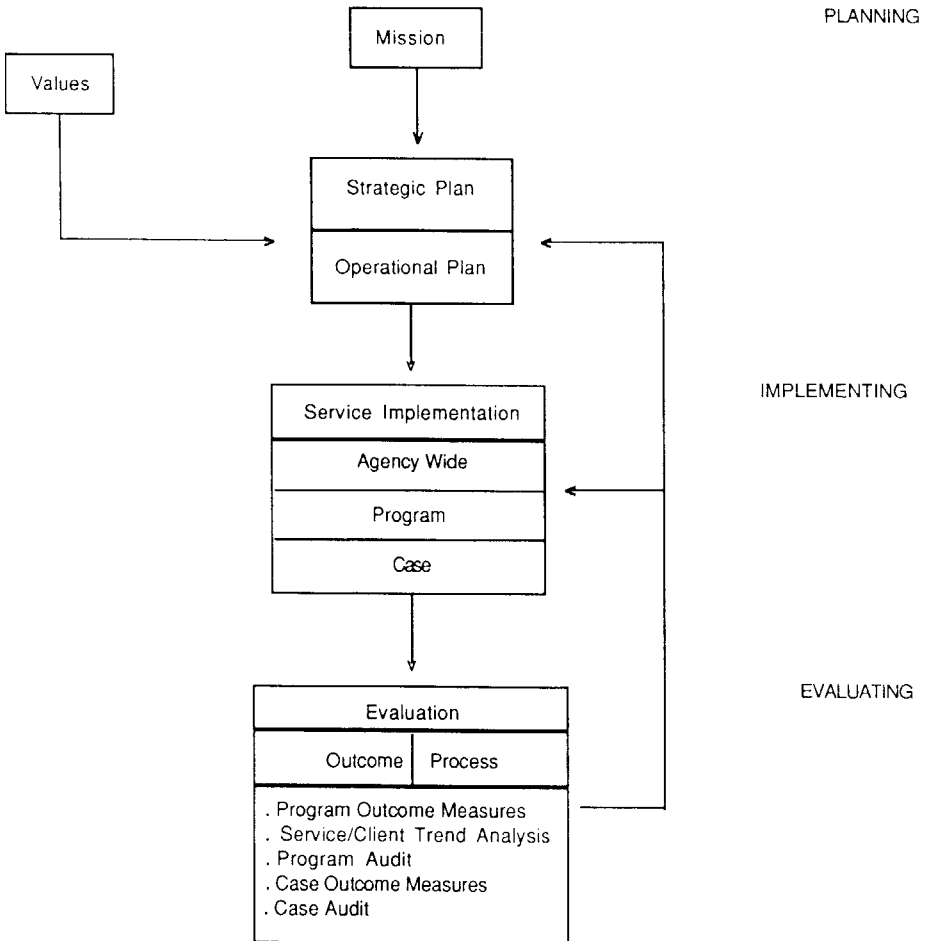 PLANNING
Mission
Values
Strategic Plan
Operational Plan
IMPLEMENTING
Service Implementation
Agency Wide
Program
Case
EVALUATING
Evaluation
Outcome
Process
. Program Outcome Measures
. Service/Client Trend Analysis
. Program Audit
. Case Outcome Measures
. Case Audit